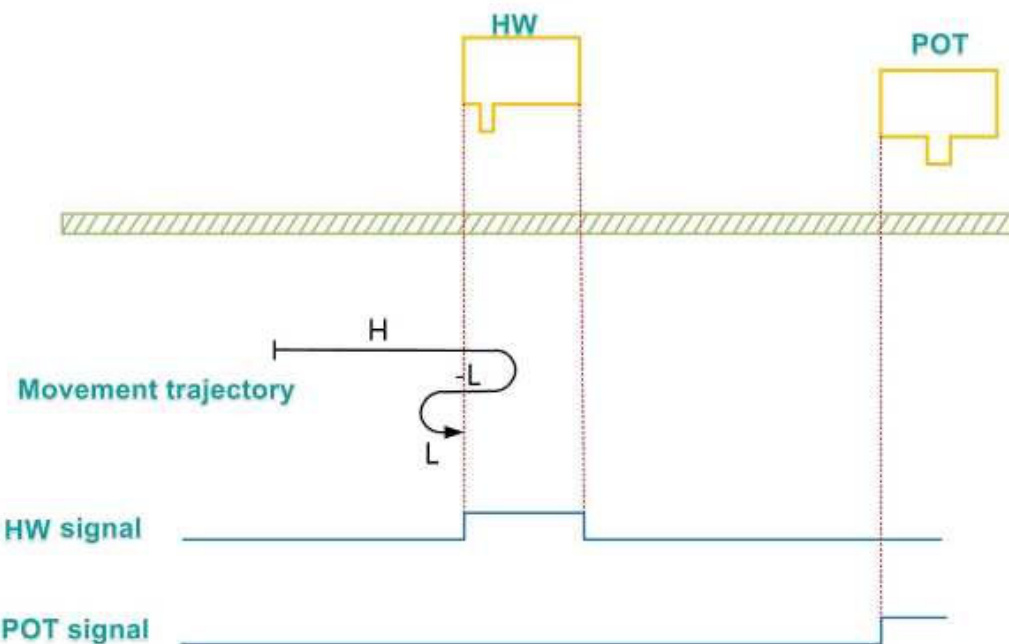 HW
POT
H
-L
Movement trajectory
L
HW signal
POT signal